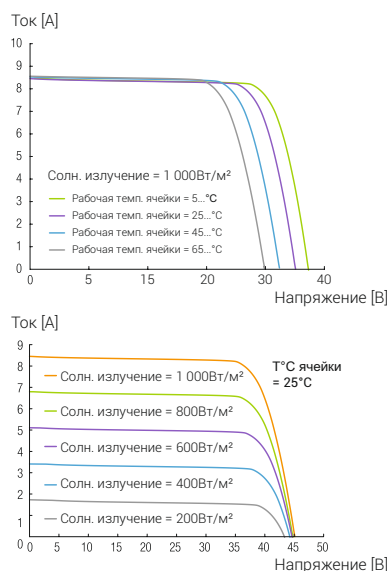 Ток [А]
10
9
8
7
6
5
4
3
2
1
0
Солн. излучение = 1 000Вт/м²
Рабочая темп. ячейки = 5...°С
Рабочая темп. ячейки = 25...°С
Рабочая темп. ячейки = 45...°С
Рабочая темп. ячейки = 65...°С
0 5 15 20 30 40
Напряжение [В]
Ток [А]
9
8
7
6
5
4
3
2
1
0
T°C ячейки
= 25°C
Солн. излучение = 1 000Вт/м²
Солн. излучение = 800Вт/м²
Солн. излучение = 600Вт/м²
Солн. излучение = 400Вт/м²
Солн. излучение = 200Вт/м²
0 5 10 15 20 25 30 35 40 45 50
Напряжение [В]